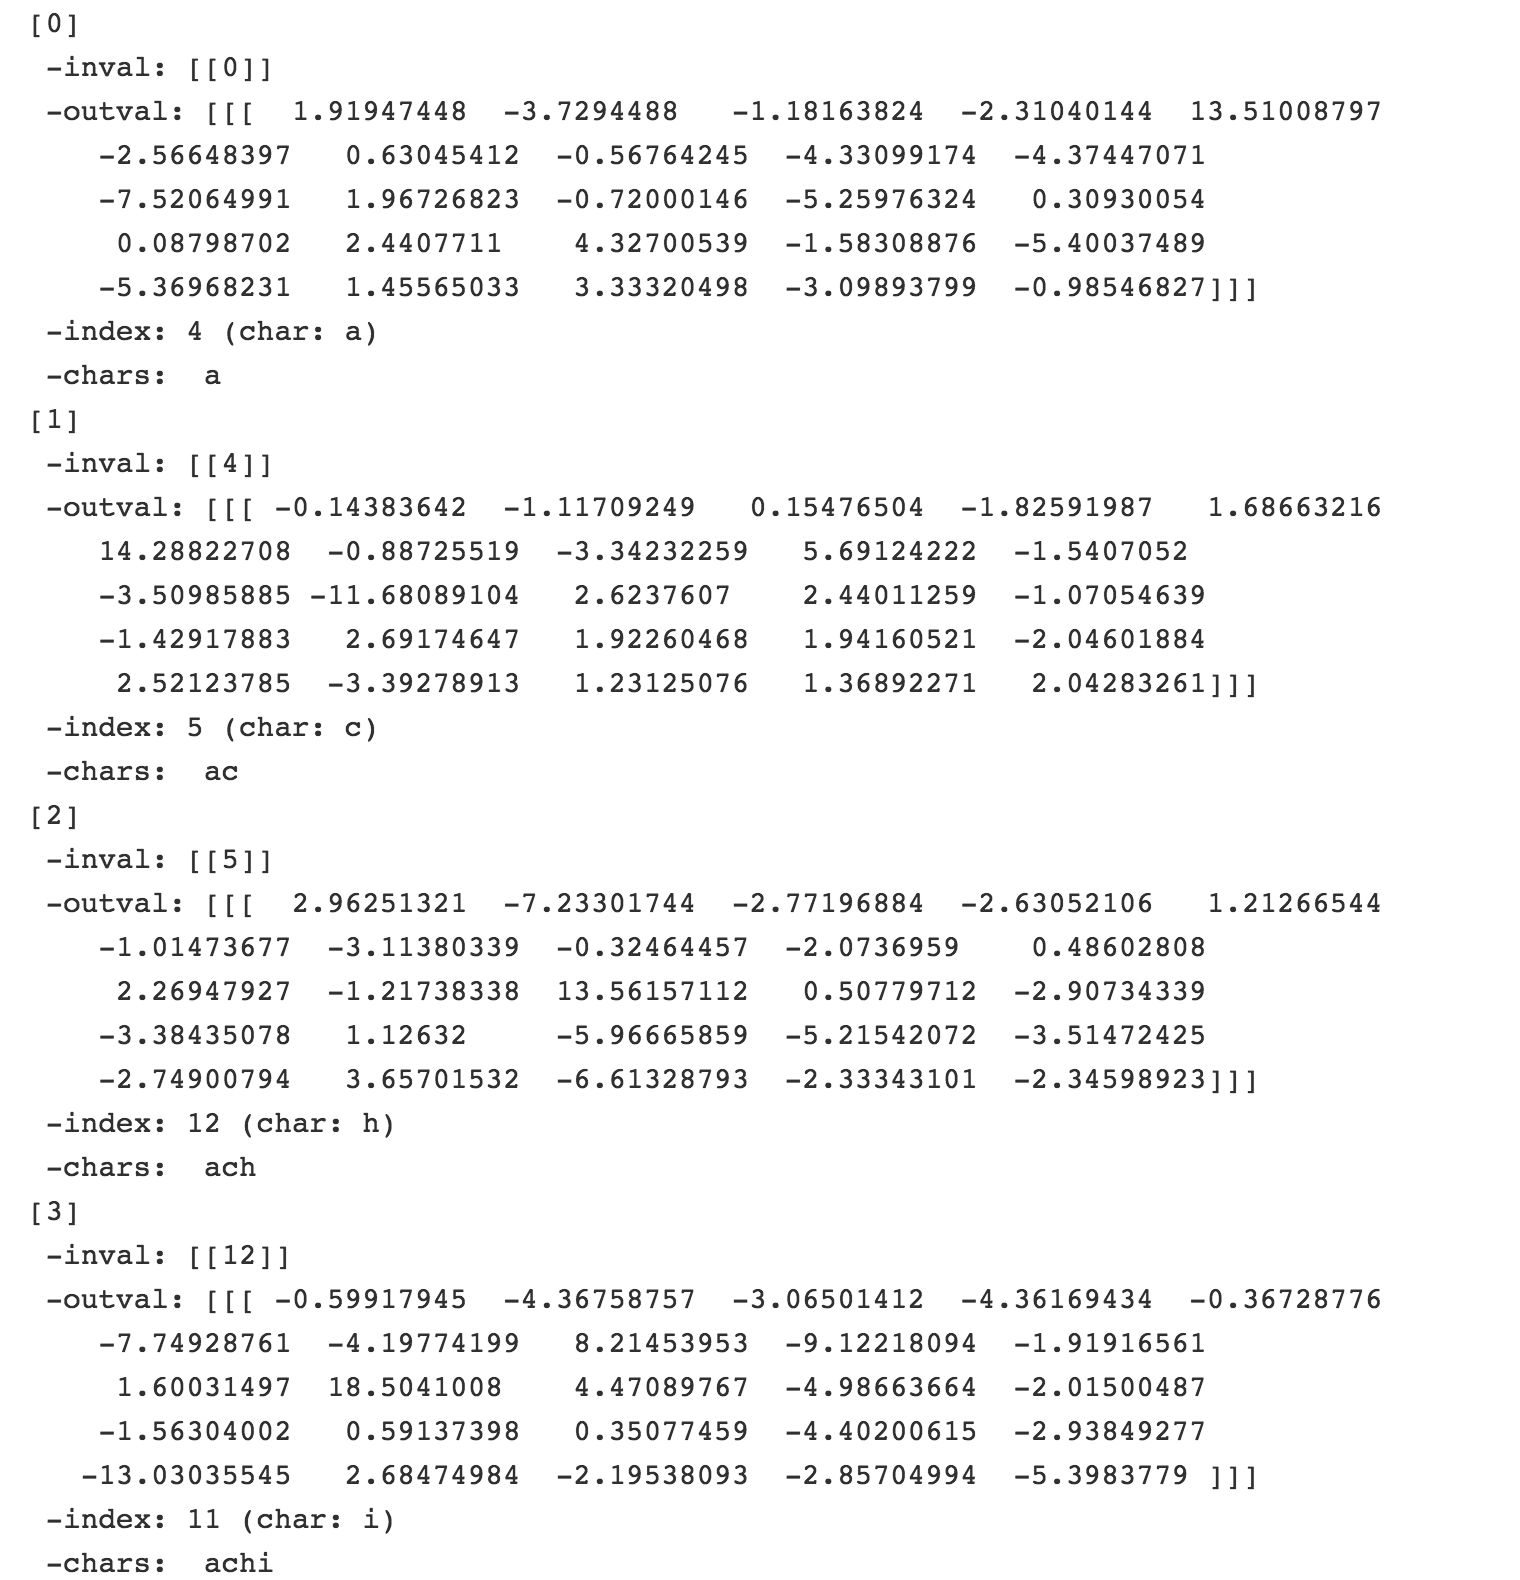 [0]
 -inval: [[0]]
 -outval: [[[  1.91947448  -3.7294488   -1.18163824  -2.31040144  13.51008797
    -2.56648397   0.63045412  -0.56764245  -4.33099174  -4.37447071
    -7.52064991   1.96726823  -0.72000146  -5.25976324   0.30930054
     0.08798702   2.4407711    4.32700539  -1.58308876  -5.40037489
    -5.36968231   1.45565033   3.33320498  -3.09893799  -0.98546827]]]
 -index: 4 (char: a)
 -chars:  a
[1]
 -inval: [[4]]
 -outval: [[[ -0.14383642  -1.11709249   0.15476504  -1.82591987   1.68663216
    14.28822708  -0.88725519  -3.34232259   5.69124222  -1.5407052
    -3.50985885 -11.68089104   2.6237607    2.44011259  -1.07054639
    -1.42917883   2.69174647   1.92260468   1.94160521  -2.04601884
     2.52123785  -3.39278913   1.23125076   1.36892271   2.04283261]]]
 -index: 5 (char: c)
 -chars:  ac
[2]
 -inval: [[5]]
 -outval: [[[  2.96251321  -7.23301744  -2.77196884  -2.63052106   1.21266544
    -1.01473677  -3.11380339  -0.32464457  -2.0736959    0.48602808
     2.26947927  -1.21738338  13.56157112   0.50779712  -2.90734339
    -3.38435078   1.12632     -5.96665859  -5.21542072  -3.51472425
    -2.74900794   3.65701532  -6.61328793  -2.33343101  -2.34598923]]]
 -index: 12 (char: h)
 -chars:  ach
[3]
 -inval: [[12]]
 -outval: [[[ -0.59917945  -4.36758757  -3.06501412  -4.36169434  -0.36728776
    -7.74928761  -4.19774199   8.21453953  -9.12218094  -1.91916561
     1.60031497  18.5041008    4.47089767  -4.98663664  -2.01500487
    -1.56304002   0.59137398   0.35077459  -4.40200615  -2.93849277
   -13.03035545   2.68474984  -2.19538093  -2.85704994  -5.3983779 ]]]
 -index: 11 (char: i)
 -chars:  achi